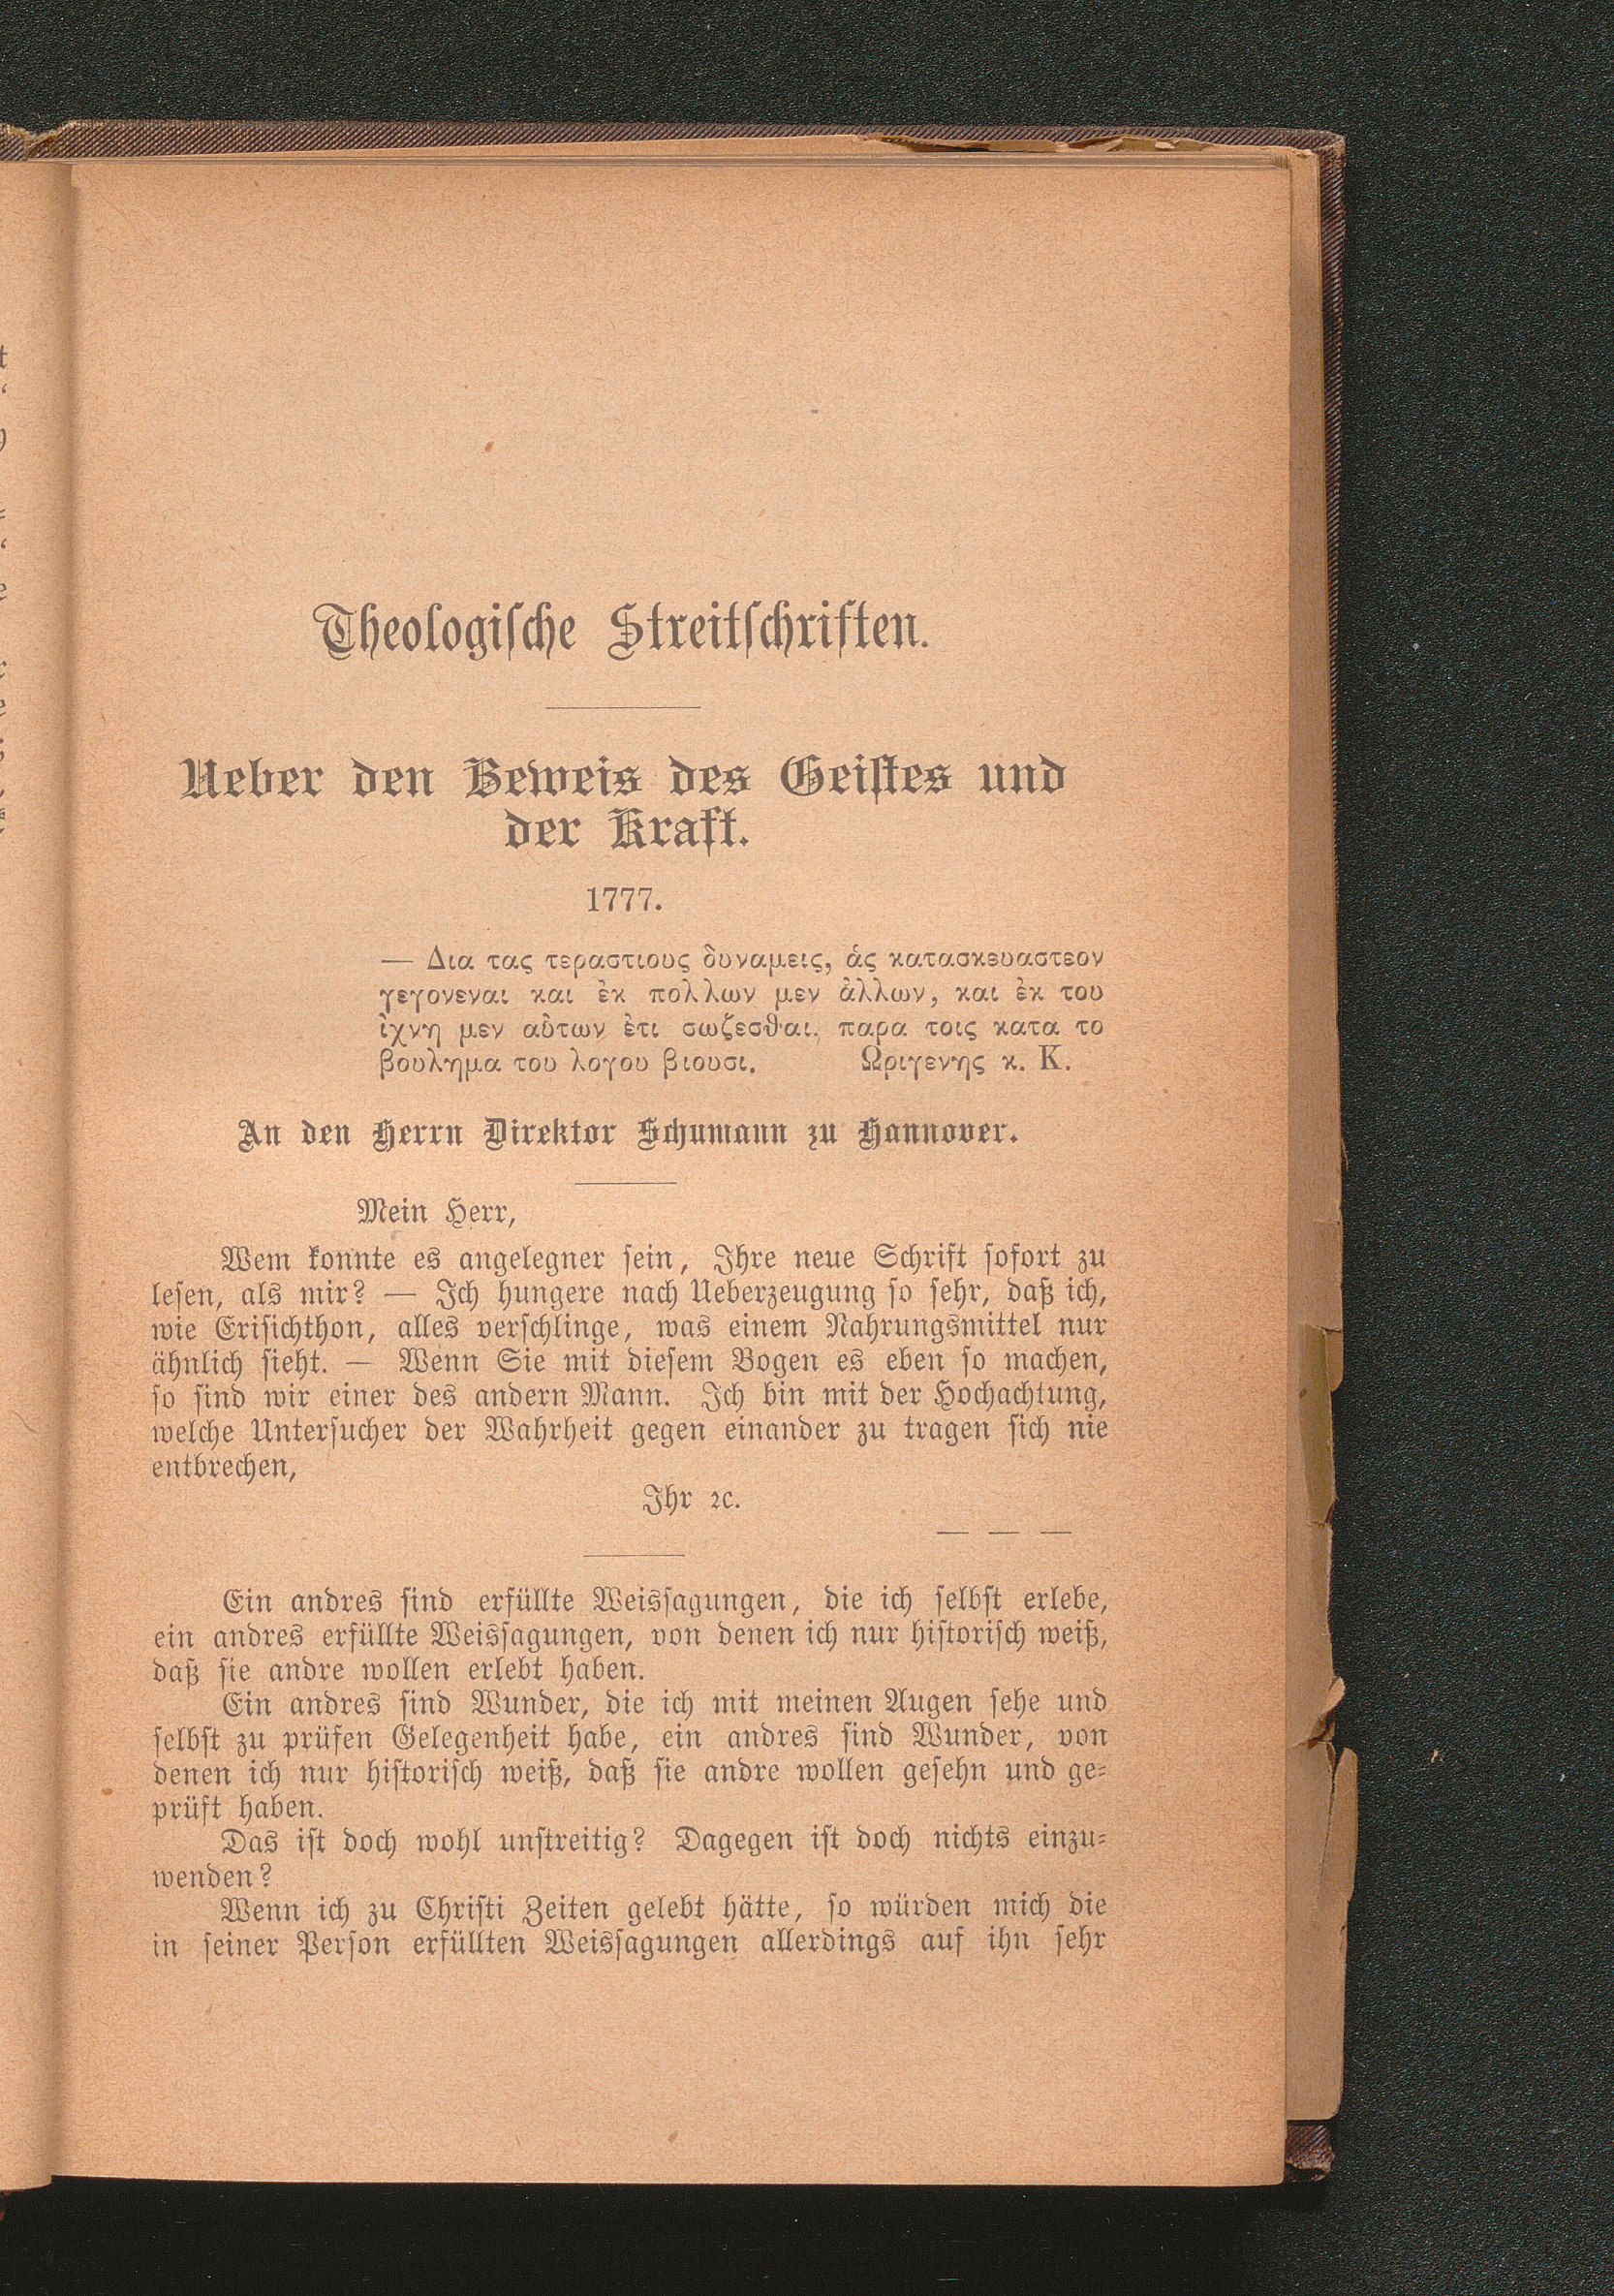 Theologische Streitschriften.
Ueber den Beweis des Geistes und
der Kraft.
1777.
— Δια τας τεραστιους δυναμεις, ἁς κατασκευαστεον
γεγονεναι και ἐκ πολλων μεν ἀλλων, και ἐκ του
ἰχνη μεν αὐτων ἐτι σωζεσθαι, παρα τοις κατα το
βουλημα του λογου βιουσι. Ὠριγενης κ. Κ.
An den Herrn Direktor Schumann zu Hannover.
Mein Herr,
Wem konnte es angelegner sein, Ihre neue Schrift sofort zu
lesen, als mir? — Ich hungere nach Ueberzeugung so sehr, daß ich,
wie Erisichthon, alles verschlinge, was einem Nahrungsmittel nur
ähnlich sieht. — Wenn Sie mit diesem Bogen es eben so machen,
so sind wir einer des andern Mann. Ich bin mit der Hochachtung,
welche Untersucher der Wahrheit gegen einander zu tragen sich nie
entbrechen,
Ihr ꝛc.
— — —
Ein andres sind erfüllte Weissagungen, die ich selbst erlebe,
ein andres erfüllte Weissagungen, von denen ich nur historisch weiß,
daß sie andre wollen erlebt haben.
Ein andres sind Wunder, die ich mit meinen Augen sehe und
selbst zu prüfen Gelegenheit habe, ein andres sind Wunder, von
denen ich nur historisch weiß, daß sie andre wollen gesehn und ge-
prüft haben.
Das ist doch wohl unstreitig? Dagegen ist doch nichts einzu-
wenden?
Wenn ich zu Christi Zeiten gelebt hätte, so würden mich die
in seiner Person erfüllten Weissagungen allerdings auf ihn sehr